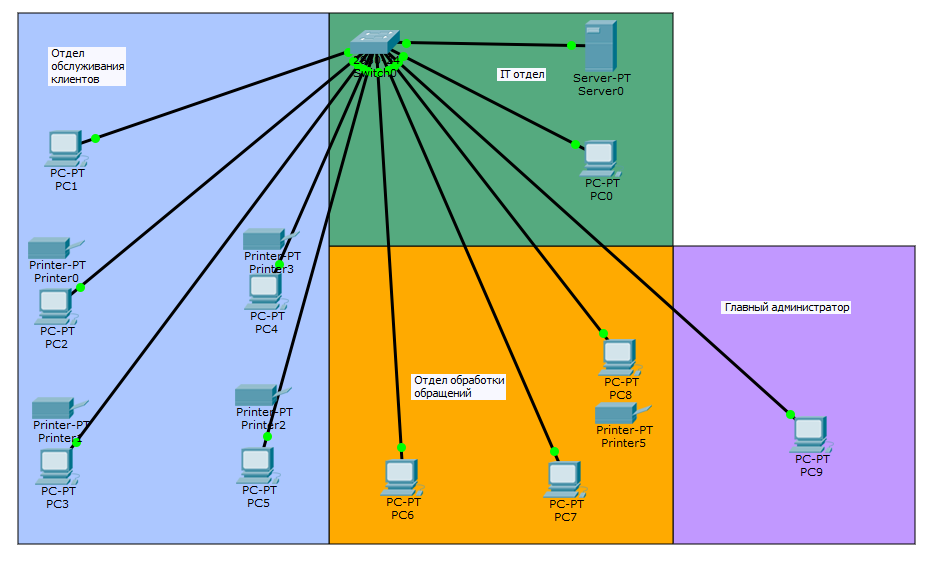 Отдел
обслуживания
клиентов
Switch0
IT отдел
Server-PT
Server0
PC-PT
PC1
PC-PT
PC0
Printer-PT
Printer0
Printer-PT
Printer3
PC-PT
PC2
PC-PT
PC4
Главный администратор
Отдел обработки
обращений
PC-PT
PC8
Printer-PT
Printer1
Printer-PT
Printer2
Printer-PT
Printer5
PC-PT
PC3
PC-PT
PC5
PC-PT
PC6
PC-PT
PC7
PC-PT
PC9